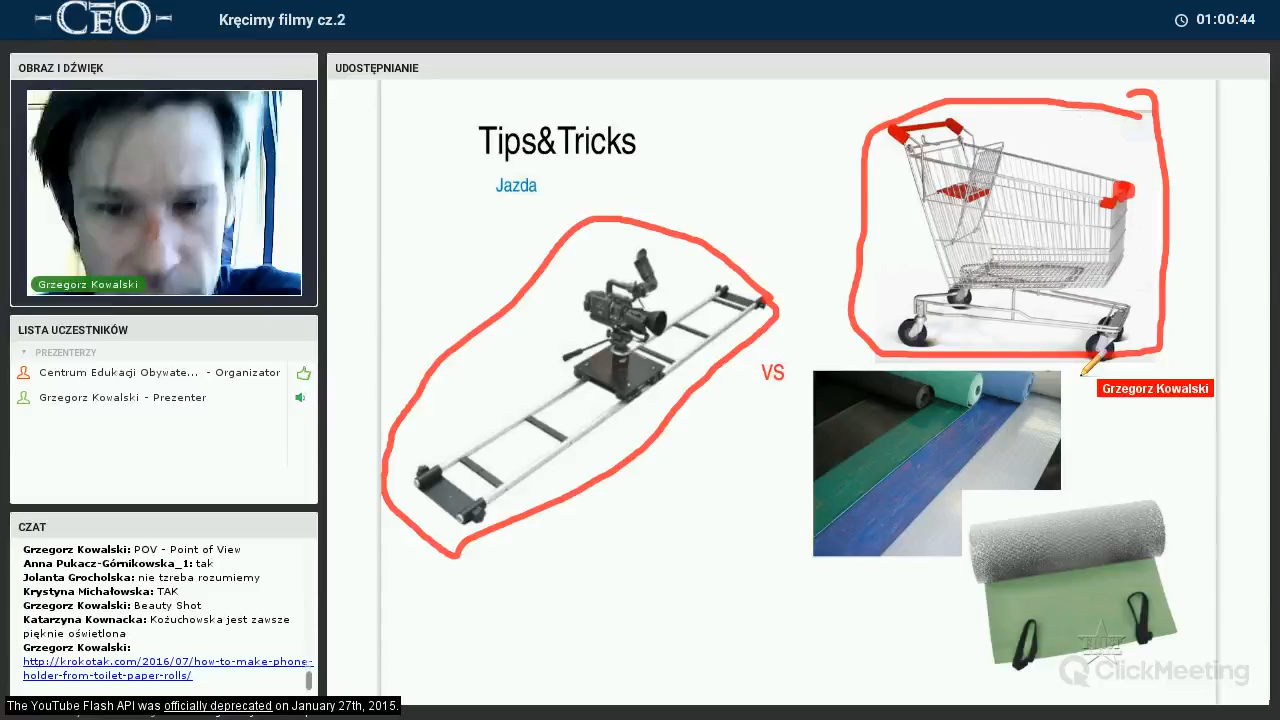 CEO
Kręcimy filmy cz.2
01:00:44
OBRAZ I DŹWIĘK
Grzegorz Kowalski
LISTA UCZESTNIKÓW
PREZENTERZY
Centrum Edukacji Obywate... - Organizator
Grzegorz Kowalski - Prezenter
CZAT
Grzegorz Kowalski: POV - Point of View
Anna Pukacz-Górnikowska_1: tak
Jolanta Grocholska: nie tzreba rozumiemy
Krystyna Michałowska: TAK
Grzegorz Kowalski: Beauty Shot
Katarzyna Kownacka: Kożuchowska jest zawsze
pięknie oświetlona
Grzegorz Kowalski:
http://krokotak.com/2016/07/how-to-make-phone-
holder-from-toilet-paper-rolls/
The YouTube Flash API was officially deprecated on January 27th, 2015.
UDOSTĘPNIANIE
Tips&Tricks
Jazda
VS
Grzegorz Kowalski
ClickMeeting